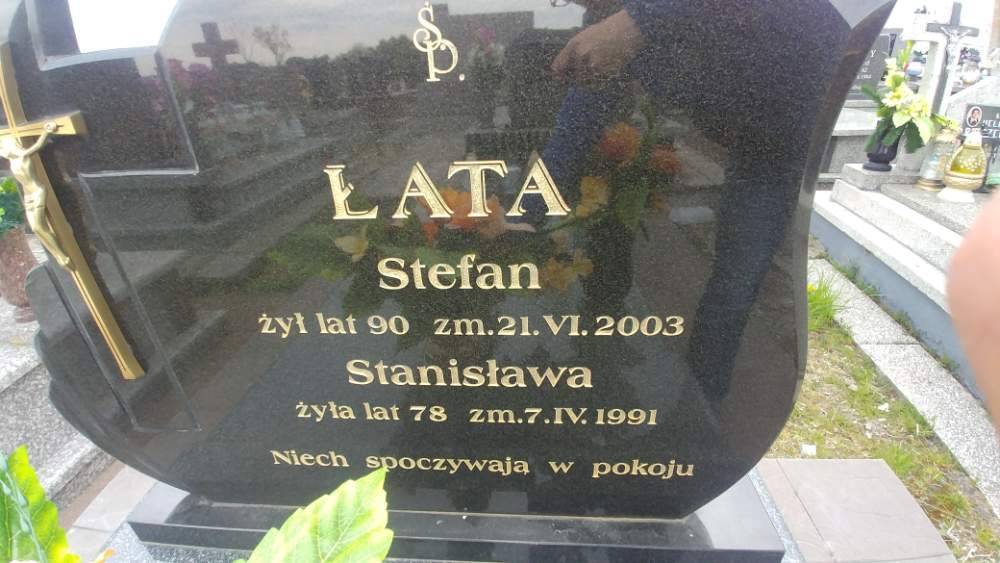 ŚP.
ŁATA
Stefan
żył lat 90 zm.21.VI.2003
Stanisława
żyła lat 78 zm.7.IV.1991
Niech spoczywają w pokoju